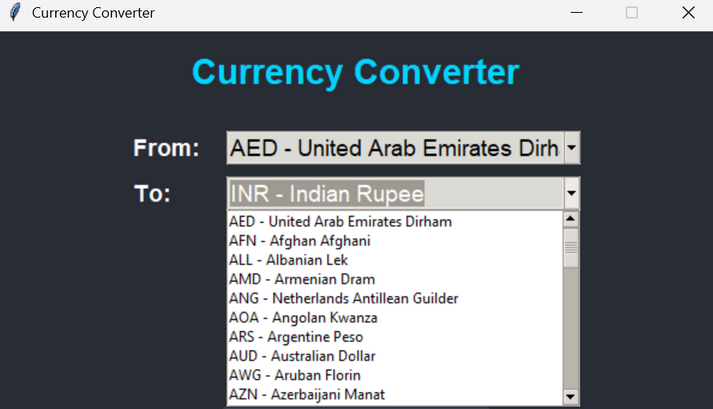 Currency Converter
Currency Converter
From: AED - United Arab Emirates Dirh
To: INR - Indian Rupee
AED - United Arab Emirates Dirham
AFN - Afghan Afghani
ALL - Albanian Lek
AMD - Armenian Dram
ANG - Netherlands Antillean Guilder
AOA - Angolan Kwanza
ARS - Argentine Peso
AUD - Australian Dollar
AWG - Aruban Florin
AZN - Azerbaijani Manat